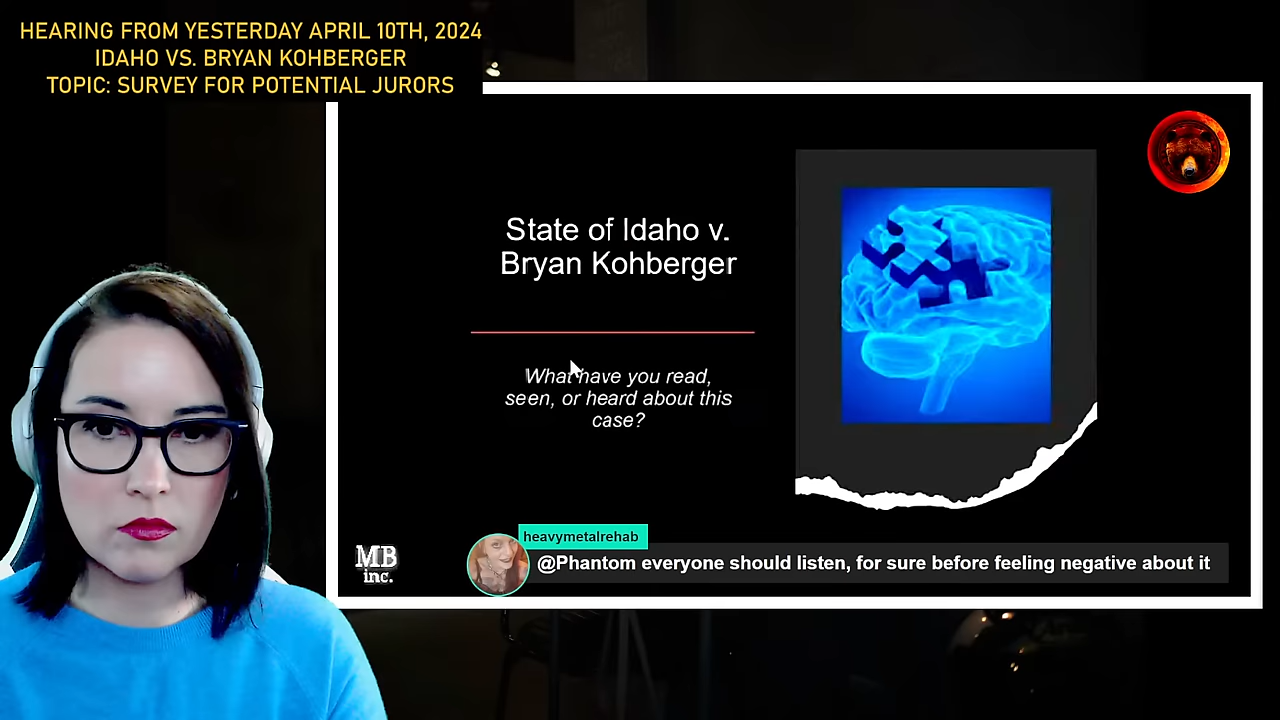 HEARING FROM YESTERDAY APRIL 10TH, 2024
IDAHO VS. BRYAN KOHBERGER
TOPIC: SURVEY FOR POTENTIAL JURORS
State of Idaho v.
Bryan Kohberger
What have you read,
seen, or heard about this
case?
MB
inc.
heavymetalrehab
@Phantom everyone should listen, for sure before feeling negative about it